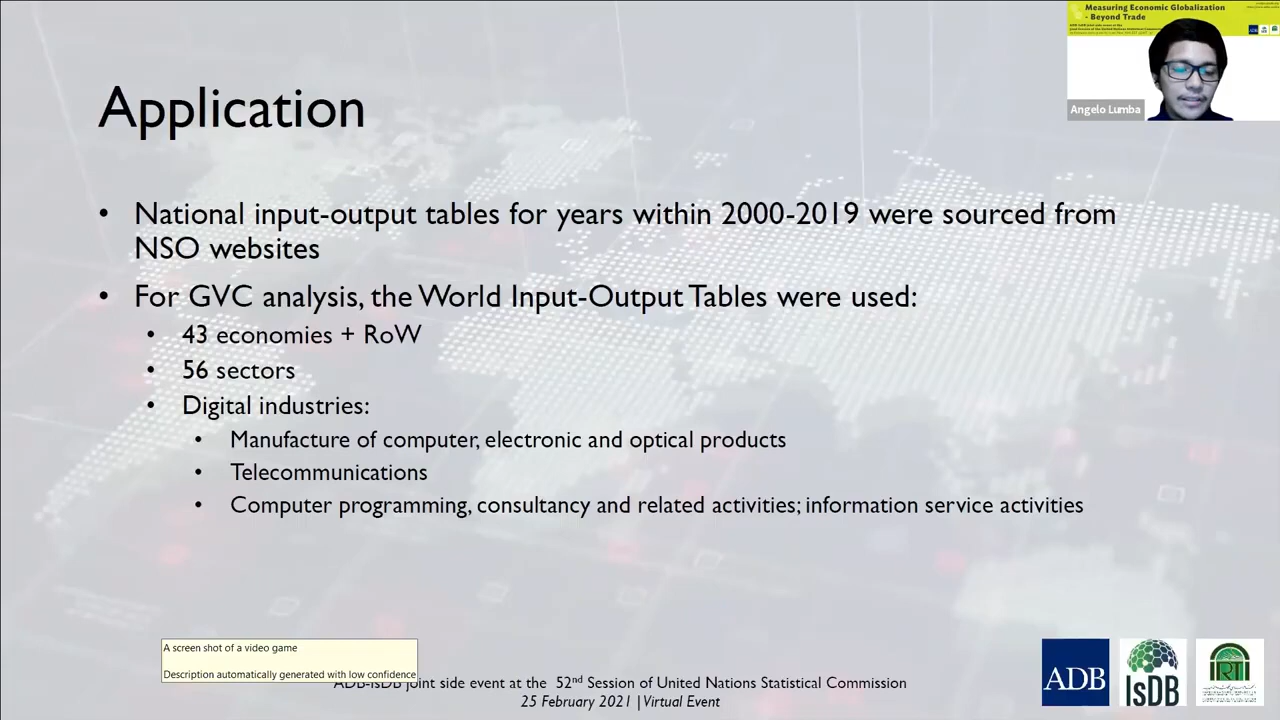 Measuring Economic Globalization
- Beyond Trade
Angelo Lumba
Application
• National input-output tables for years within 2000-2019 were sourced from
NSO websites
• For GVC analysis, the World Input-Output Tables were used:
• 43 economies + RoW
• 56 sectors
• Digital industries:
• Manufacture of computer, electronic and optical products
• Telecommunications
• Computer programming, consultancy and related activities; information service activities
A screen shot of a video game
Description automatically generated with low confidence
ADB-IsDB joint side event at the 52nd Session of United Nations Statistical Commission
February 2021 | Virtual Event
ADB
IsDB
IRTI